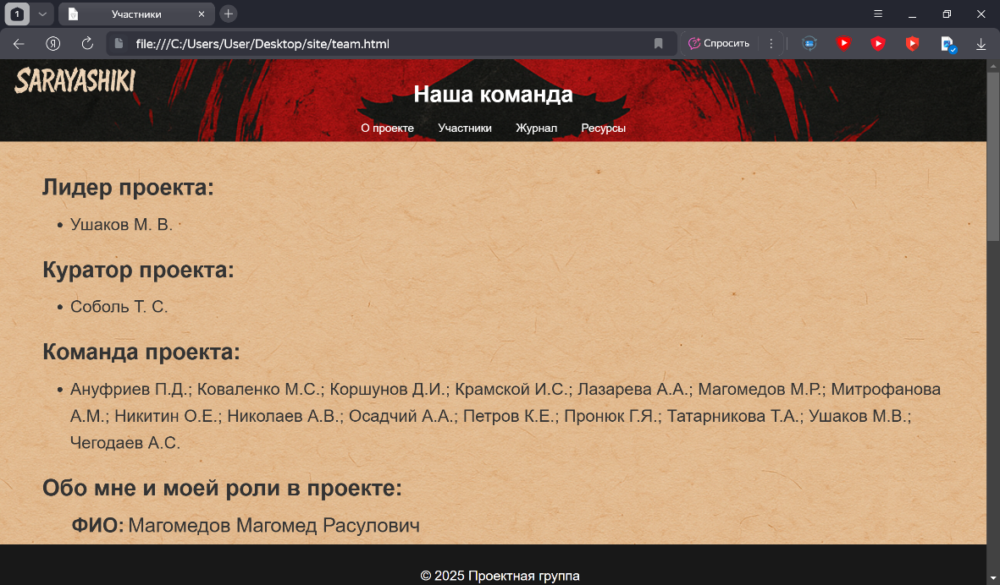 1
Участники
file:///C:/Users/User/Desktop/site/team.html
Спросить
SARAYASHIKI
Наша команда
О проекте Участники Журнал Ресурсы
Лидер проекта:
• Ушаков М. В.
Куратор проекта:
• Соболь Т. С.
Команда проекта:
• Ануфриев П.Д.; Коваленко М.С.; Коршунов Д.И.; Крамской И.С.; Лазарева А.А.; Магомедов М.Р.; Митрофанова
А.М.; Никитин О.Е.; Николаев А.В.; Осадчий А.А.; Петров К.Е.; Пронюк Г.Я.; Татарникова Т.А.; Ушаков М.В.;
Чегодаев А.С.
Обо мне и моей роли в проекте:
ФИО: Магомедов Магомед Расулович
© 2025 Проектная группа